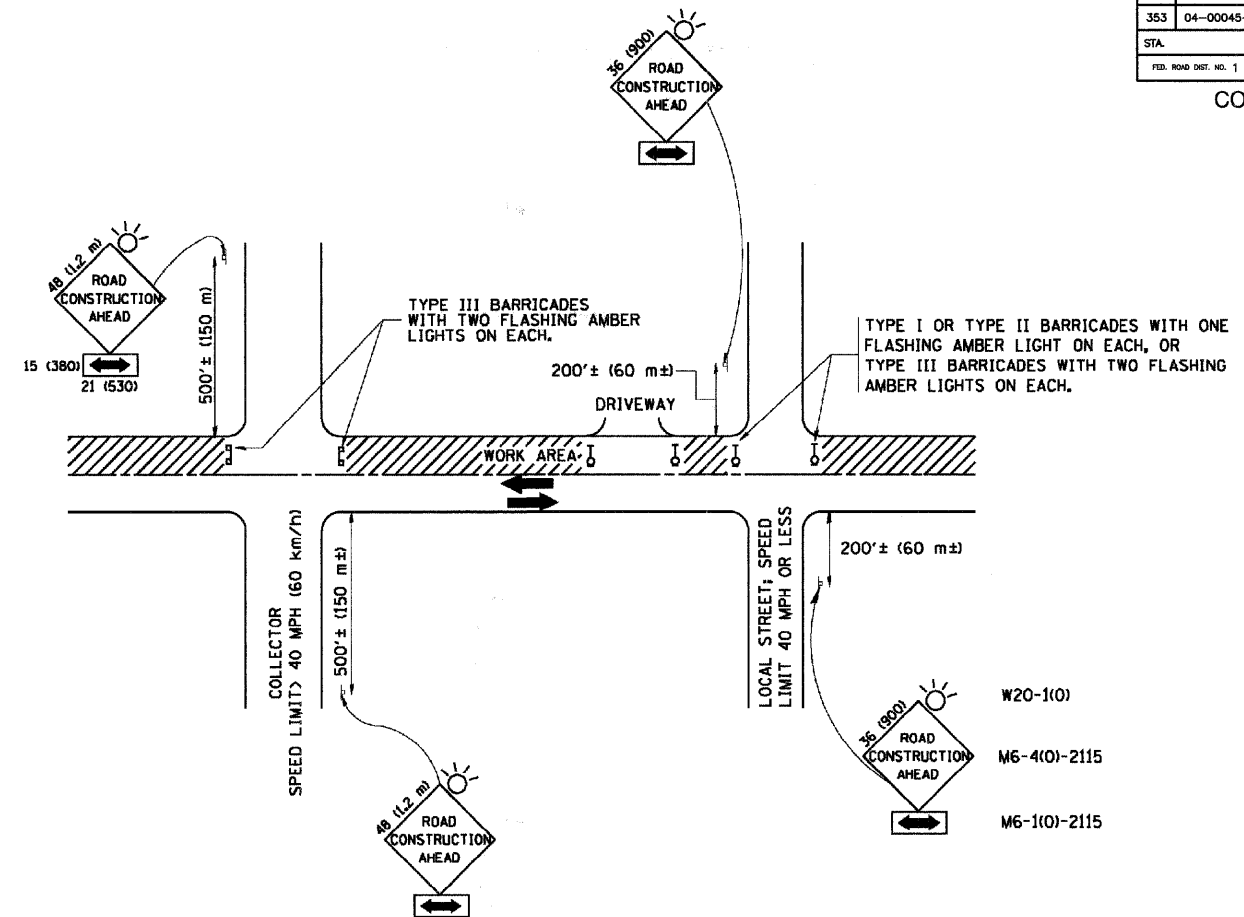 353 04-00045-
STA.
FED. ROAD DIST. NO. 1
CO
36 (900)
ROAD
CONSTRUCTION
AHEAD
48 (1.2 m)
ROAD
CONSTRUCTION
AHEAD
15 (380)
21 (530)
500'± (150 m)
TYPE III BARRICADES
WITH TWO FLASHING AMBER
LIGHTS ON EACH.
200'± (60 m±)
DRIVEWAY
TYPE I OR TYPE II BARRICADES WITH ONE
FLASHING AMBER LIGHT ON EACH, OR
TYPE III BARRICADES WITH TWO FLASHING
AMBER LIGHTS ON EACH.
WORK AREA
COLLECTOR
SPEED LIMIT> 40 MPH (60 km/h)
500'± (150 m±)
LOCAL STREET; SPEED
LIMIT 40 MPH OR LESS
200'± (60 m±)
48 (1.2 m)
ROAD
CONSTRUCTION
AHEAD
36 (900)
ROAD
CONSTRUCTION
AHEAD
W20-1(O)
M6-4(O)-2115
M6-1(O)-2115